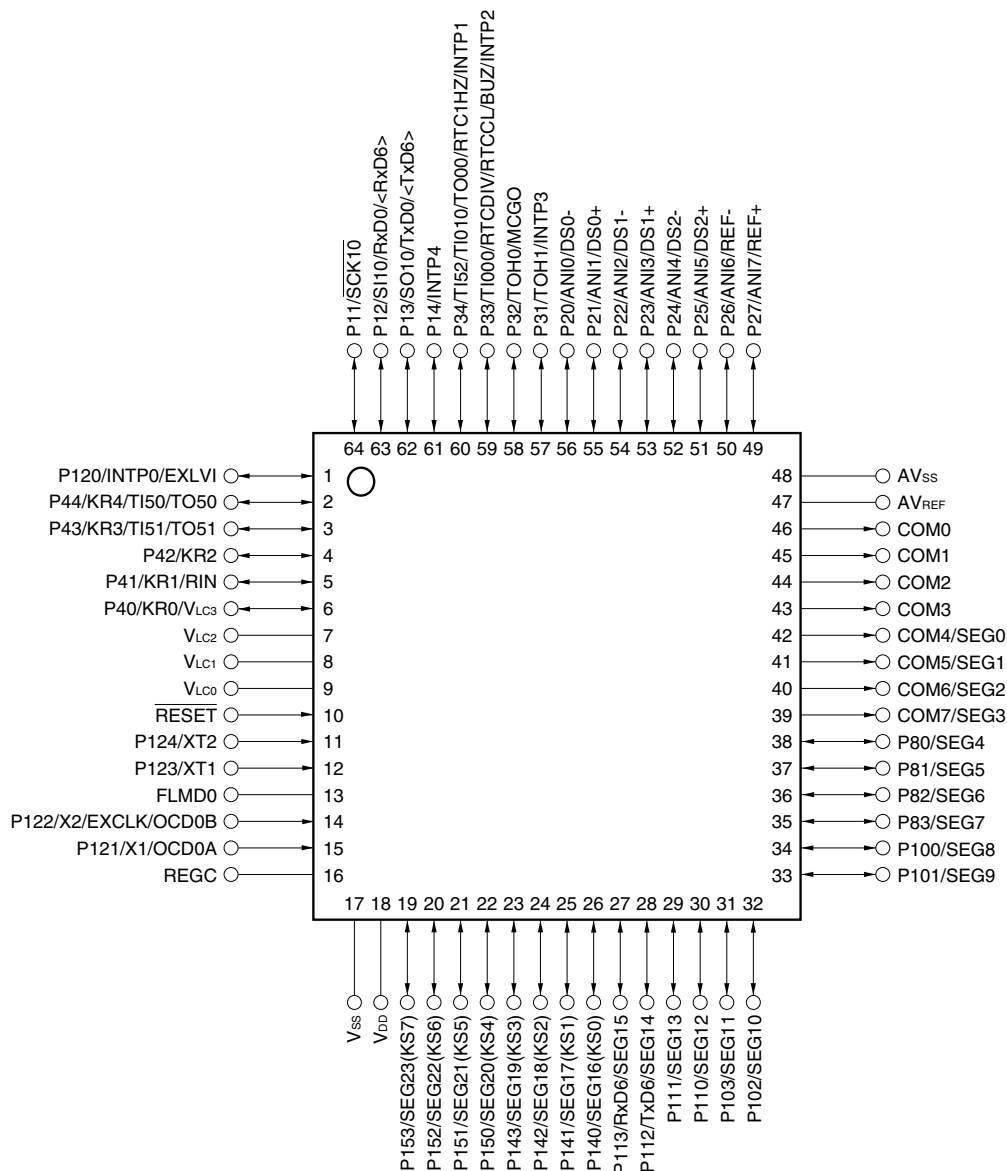 P11/SCK10
P12/SI10/RxD0/<RxD6>
P13/SO10/TxD0/<TxD6>
P14/INTP4
P34/TI52/TI010/TO00/RTC1HZ/INTP1
P33/TI000/RTCDIV/RTCCL/BUZ/INTP2
P32/TOH0/MCGO
P31/TOH1/INTP3
P20/ANI0/DS0-
P21/ANI1/DS0+
P22/ANI2/DS1-
P23/ANI3/DS1+
P24/ANI4/DS2-
P25/ANI5/DS2+
P26/ANI6/REF-
P27/ANI7/REF+
64 63 62 61 60 59 58 57 56 55 54 53 52 51 50 49
P120/INTP0/EXLVI 1
P44/KR4/TI50/TO50 2
P43/KR3/TI51/TO51 3
P42/KR2 4
P41/KR1/RIN 5
P40/KR0/VLC3 6
VLC2 7
VLC1 8
VLC0 9
RESET 10
P124/XT2 11
P123/XT1 12
FLMD0 13
P122/X2/EXCLK/OCD0B 14
P121/X1/OCD0A 15
REGC 16
48 AVSS
47 AVREF
46 COM0
45 COM1
44 COM2
43 COM3
42 COM4/SEG0
41 COM5/SEG1
40 COM6/SEG2
39 COM7/SEG3
38 P80/SEG4
37 P81/SEG5
36 P82/SEG6
35 P83/SEG7
34 P100/SEG8
33 P101/SEG9
17 18 19 20 21 22 23 24 25 26 27 28 29 30 31 32
VSS
VDD
P153/SEG23(KS7)
P152/SEG22(KS6)
P151/SEG21(KS5)
P150/SEG20(KS4)
P143/SEG19(KS3)
P142/SEG18(KS2)
P141/SEG17(KS1)
P140/SEG16(KS0)
P113/RxD6/SEG15
P112/TxD6/SEG14
P111/SEG13
P110/SEG12
P103/SEG11
P102/SEG10